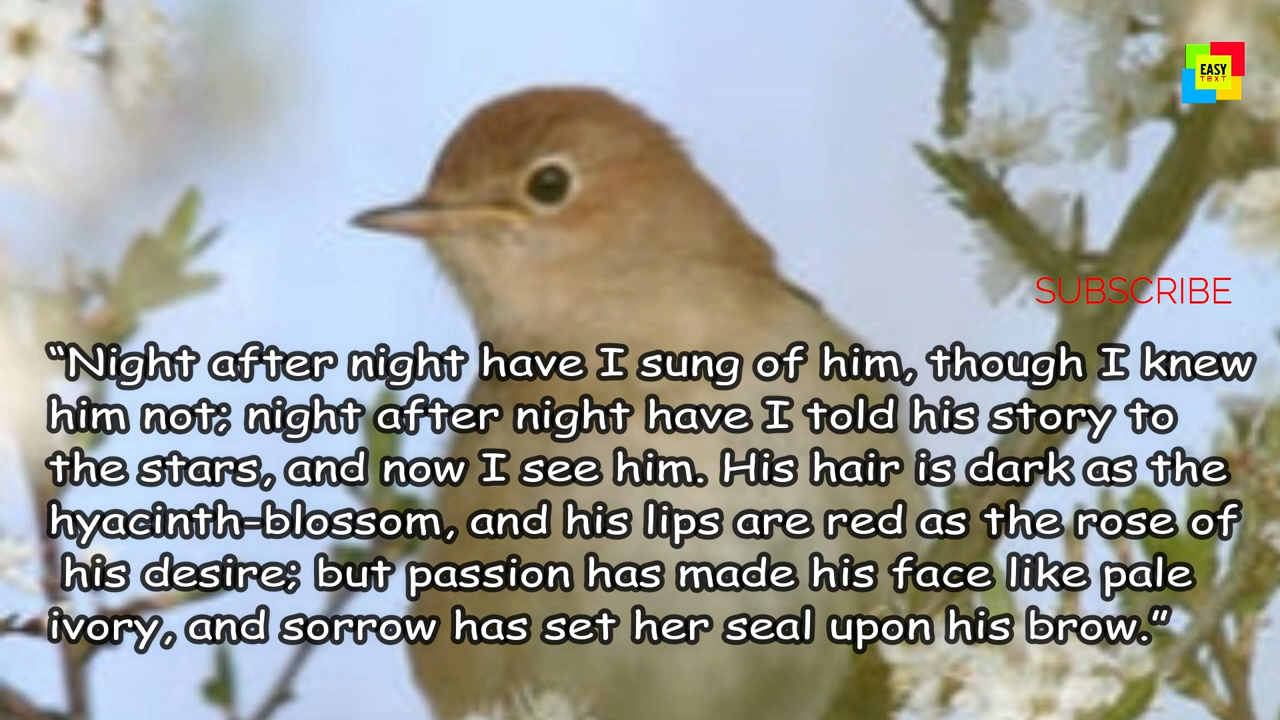 EASY
TEXT
SUBSCRIBE
“Night after night have I sung of him, though I knew
him not; night after night have I told his story to
the stars, and now I see him. His hair is dark as the
hyacinth-blossom, and his lips are red as the rose of
his desire; but passion has made his face like pale
ivory, and sorrow has set her seal upon his brow.”